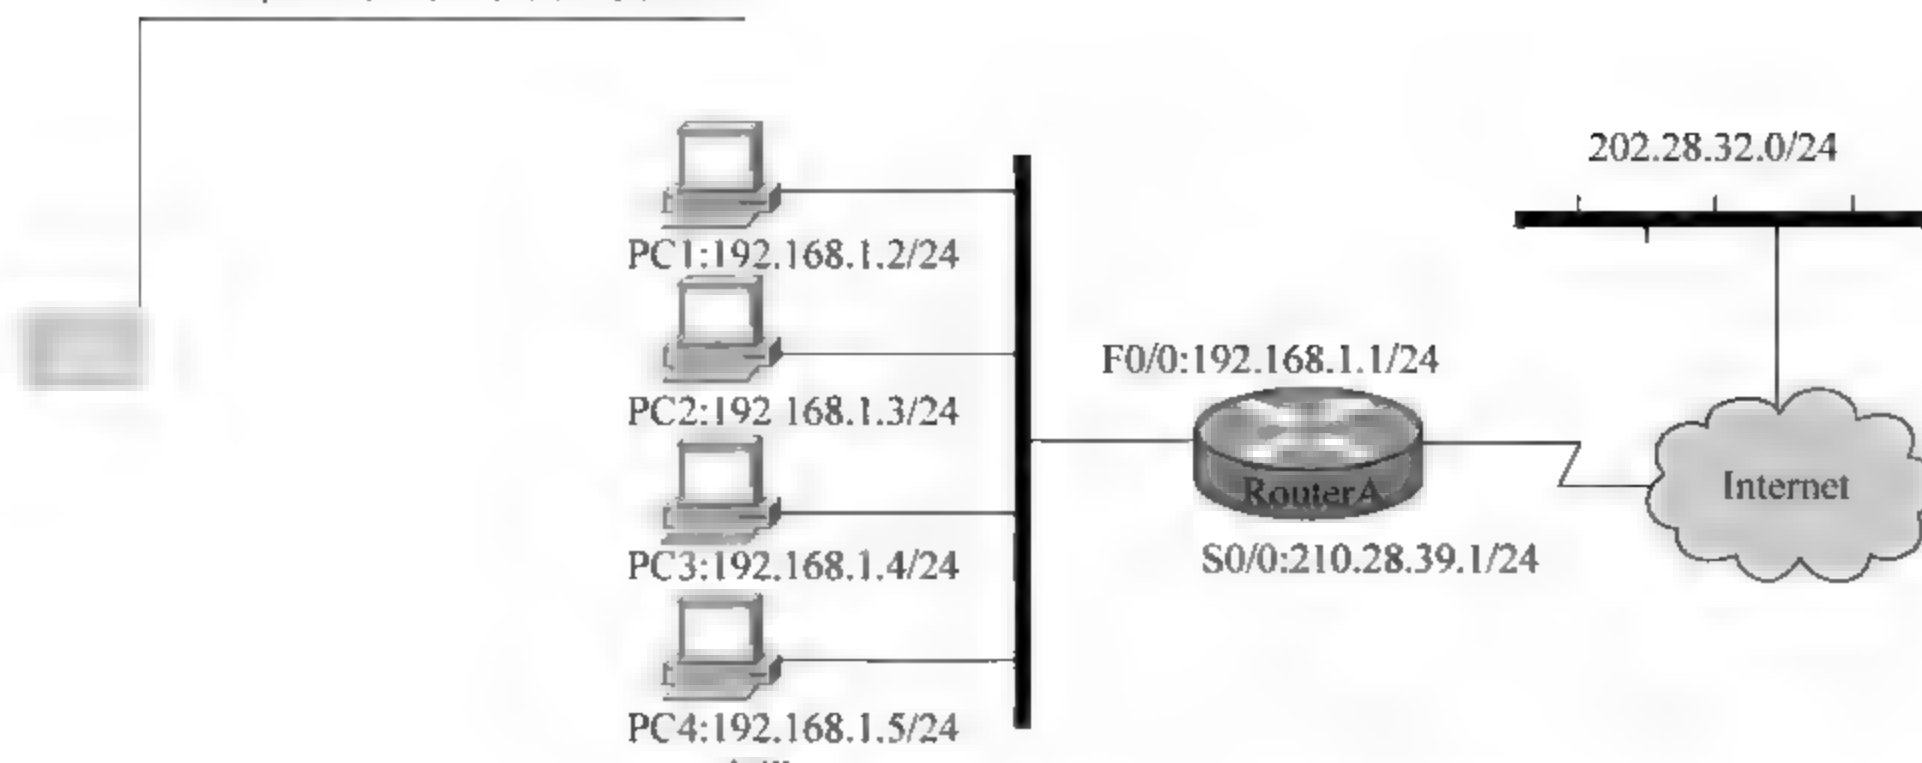 202.28.32.0/24
PC1:192.168.1.2/24
F0/0:192.168.1.1/24
PC2:192 168.1.3/24
RouterA
Internet
S0/0:210.28.39.1/24
PC3:192.168.1.4/24
PC4:192.168.1.5/24